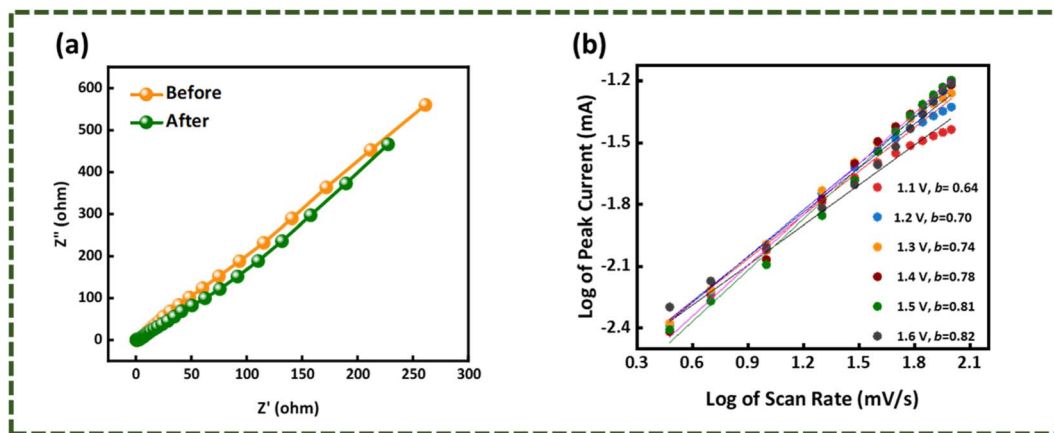 (a)
600
500
400
300
200
100
0
Z'' (ohm)
Before
After
0 50 100 150 200 250 300
Z' (ohm)
(b)
-1.2
-1.5
-1.8
-2.1
-2.4
Log of Peak Current (mA)
1.1 V, b= 0.64
1.2 V, b=0.70
1.3 V, b=0.74
1.4 V, b=0.78
1.5 V, b=0.81
1.6 V, b=0.82
0.3 0.6 0.9 1.2 1.5 1.8 2.1
Log of Scan Rate (mV/s)